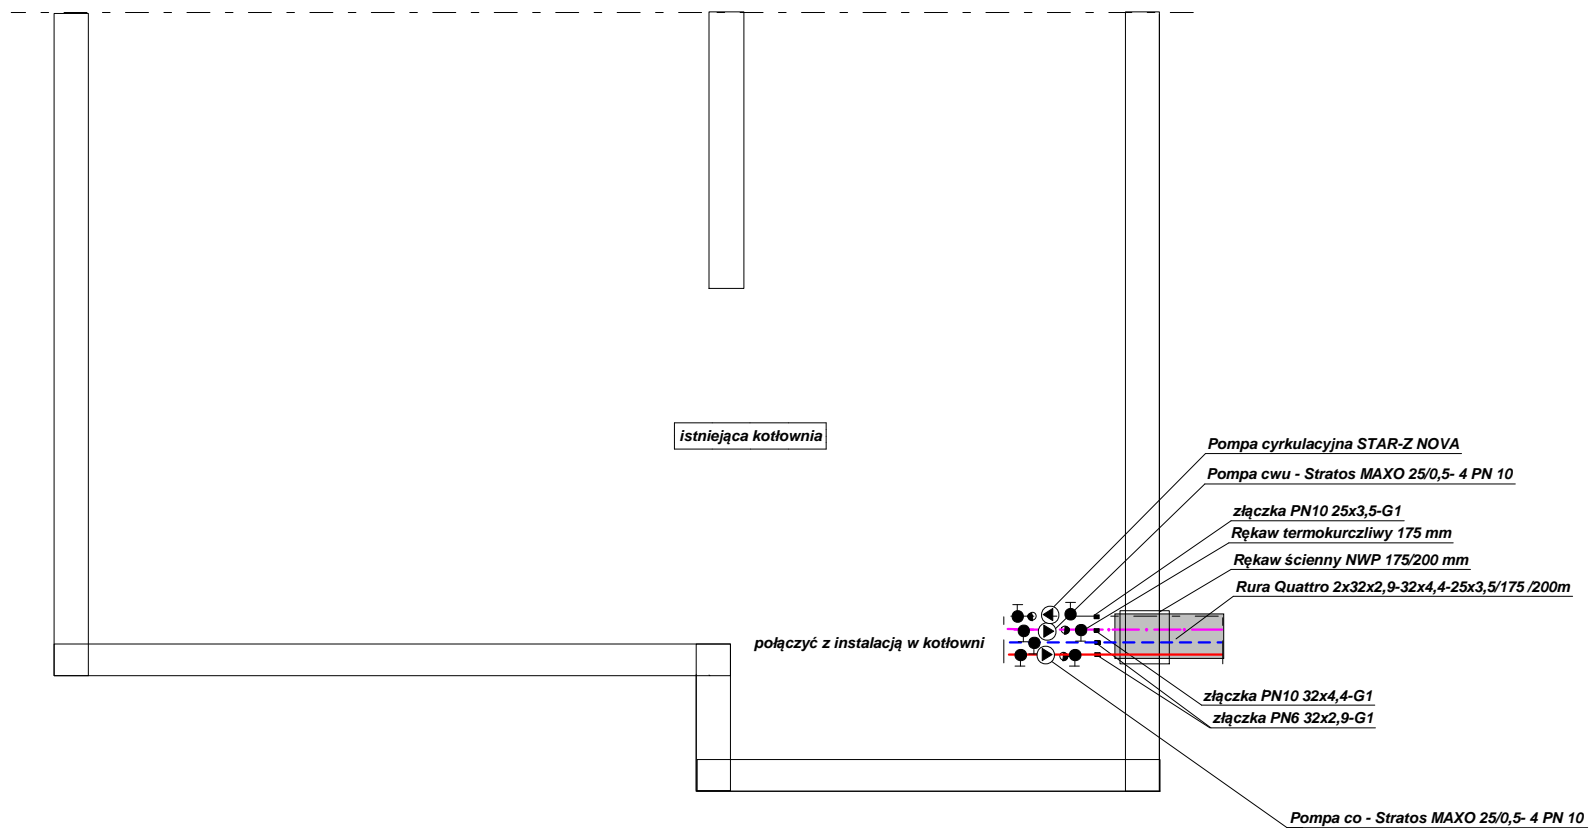 istniejąca kotłownia
Pompa cyrkulacyjna STAR-Z NOVA
Pompa cwu - Stratos MAXO 25/0,5- 4 PN 10
złączka PN10 25x3,5-G1
Rękaw termokurczliwy 175 mm
Rękaw ścienny NWP 175/200 mm
Rura Quattro 2x32x2,9-32x4,4-25x3,5/175 /200m
połączyć z instalacją w kotłowni
złączka PN10 32x4,4-G1
złączka PN6 32x2,9-G1
Pompa co - Stratos MAXO 25/0,5- 4 PN 10